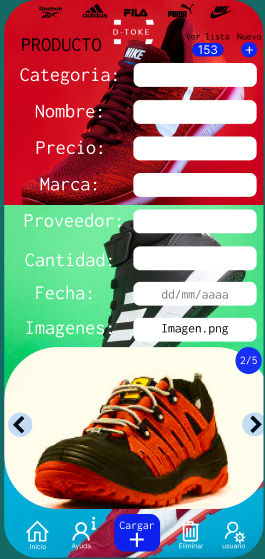 Reebok adidas FILA PUMA NIKE
D-TOKE
PRODUCTO
Ver lista Nuevo
153 +
NIKE
Categoria:
Nombre:
Precio:
Marca:
Proveedor:
Cantidad:
Fecha: dd/mm/aaaa
Imagenes: Imagen.png
2/5
Inicio Ayuda Cargar Eliminar usuario